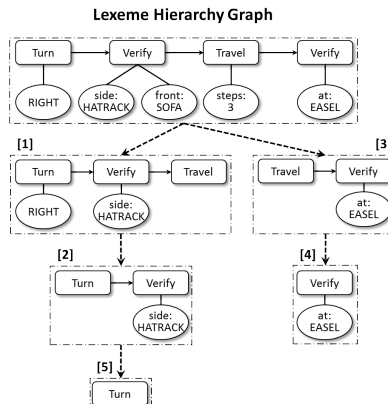 Lexeme Hierarchy Graph
Turn Verify Travel Verify
RIGHT side: HATRACK front: SOFA steps: 3 at: EASEL
[1] [3
Turn Verify Travel Travel Verify
RIGHT side: HATRACK at: EASEL
[2] [4]
Turn Verify Verify
side: HATRACK at: EASEL
[5]
Turn